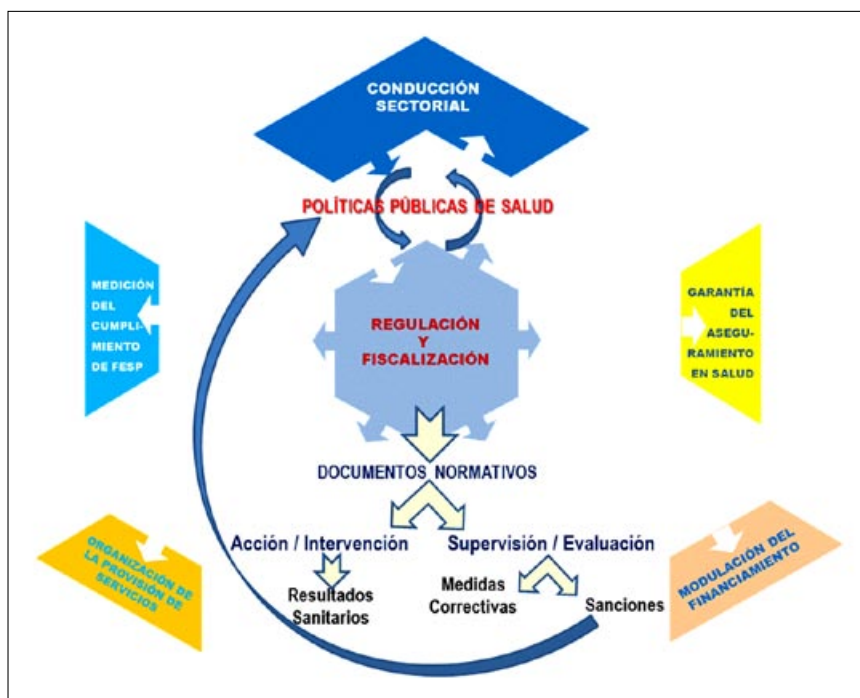 CONDUCCIÓN
SECTORIAL
POLÍTICAS PÚBLICAS DE SALUD
MEDICIÓN
DEL
CUMPLI-
MIENTO
DE FESP
REGULACIÓN
Y
FISCALIZACIÓN
GARANTÍA
DEL
ASEGU-
RAMIENTO
EN SALUD
DOCUMENTOS NORMATIVOS
Acción / Intervención
Supervisión / Evaluación
Resultados
Sanitarios
Medidas
Correctivas
Sanciones
ORGANIZACIÓN DE
LA PROVISIÓN DE
SERVICIOS
MODULACIÓN DEL
FINANCIAMIENTO